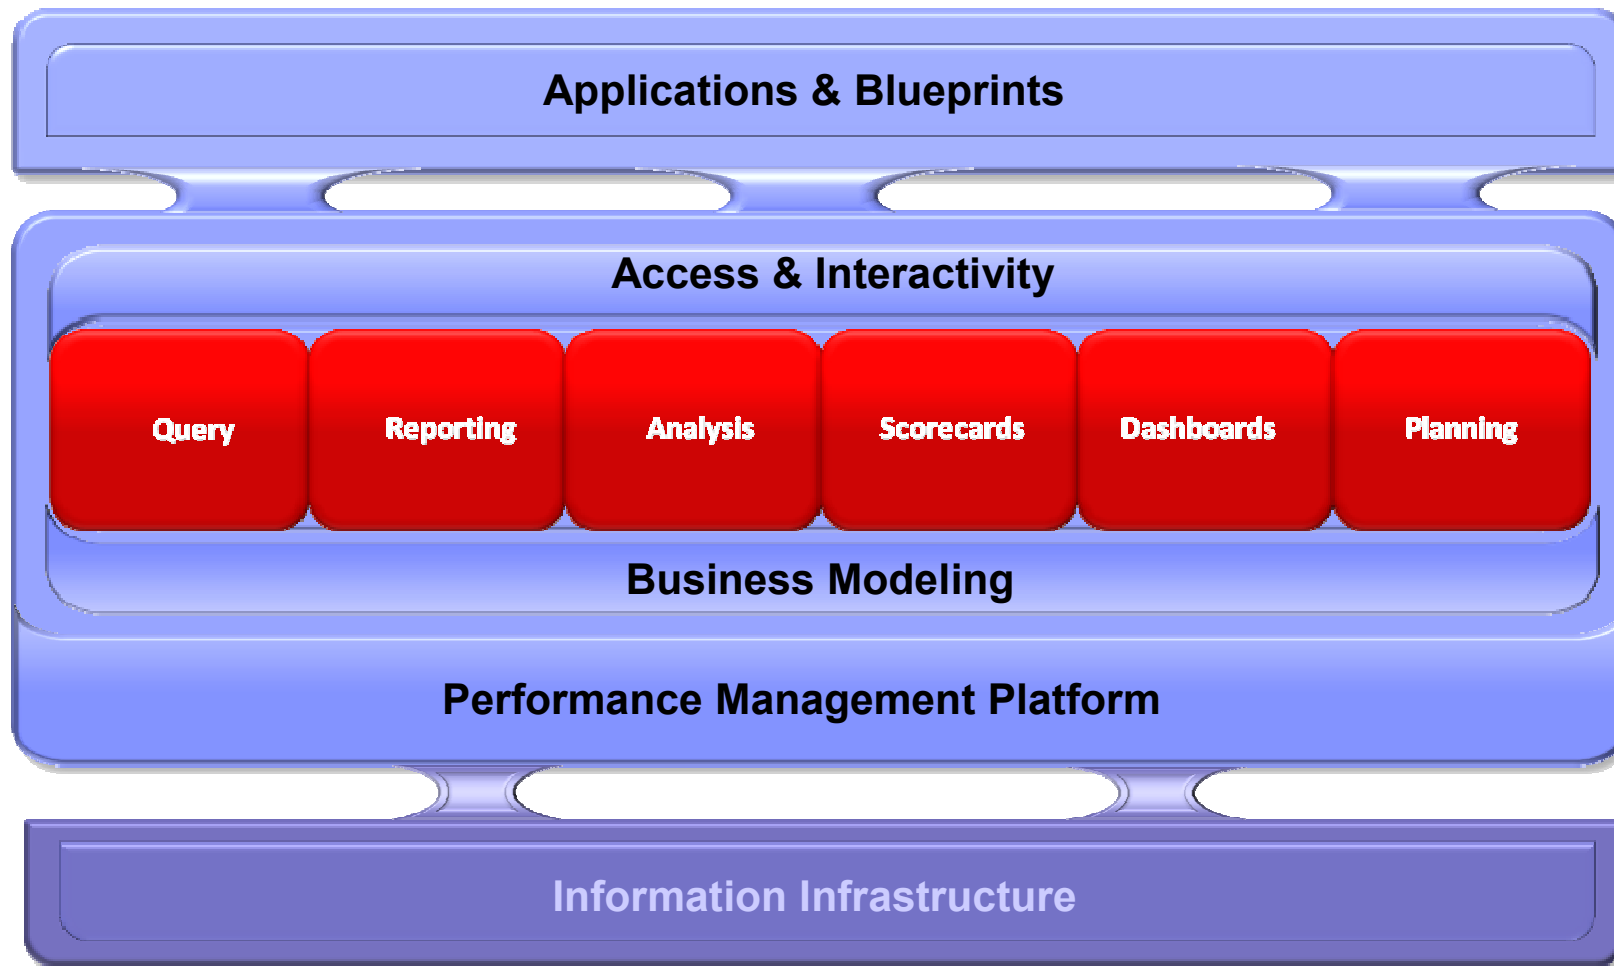 Applications & Blueprints
Access & Interactivity
Query
Reporting
Analysis
Scorecards
Dashboards
Planning
Business Modeling
Performance Management Platform
Information Infrastructure